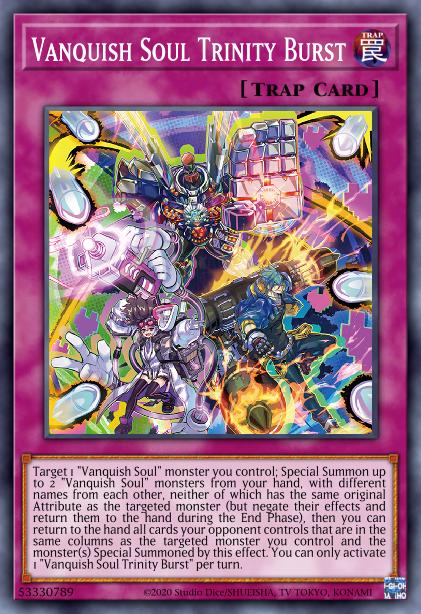 VANQUISH SOUL TRINITY BURST
TRAP
罠
[TRAP CARD]
Target 1 "Vanquish Soul" monster you control; Special Summon up
to 2 "Vanquish Soul" monsters from your hand, with different
names from each other, neither of which has the same original
Attribute as the targeted monster (but negate their effects and
return them to the hand during the End Phase), then you can
return to the hand all cards your opponent controls that are in the
same columns as the targeted monster you control and the
monster(s) Special Summoned by this effect. You can only activate
1 "Vanquish Soul Trinity Burst" per turn.
53330789
©2020 Studio Dice/SHUEISHA, TV TOKYO, KONAMI